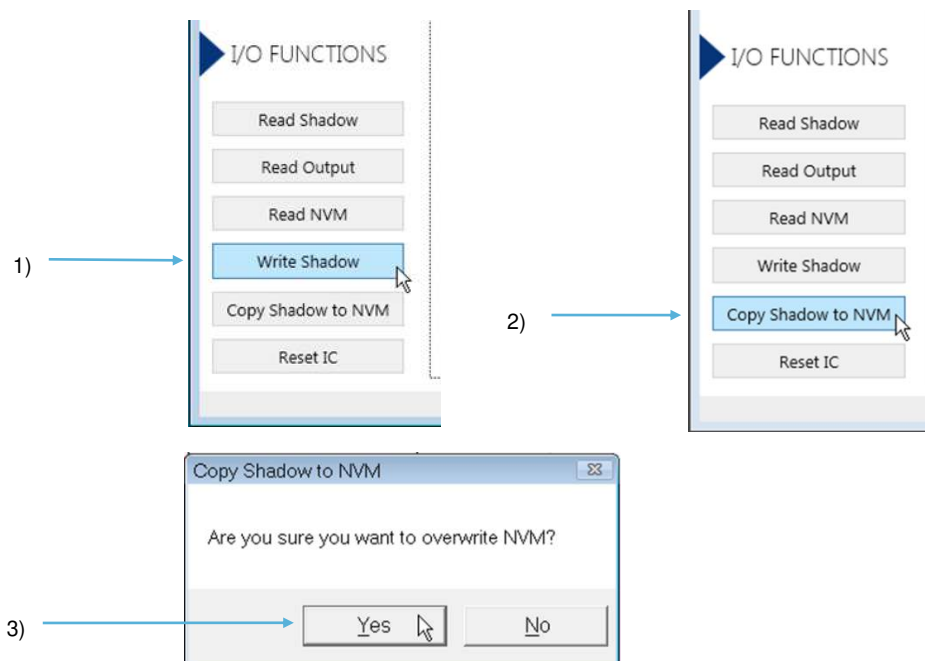 I/O FUNCTIONS
Read Shadow
Read Output
Read NVM
1)
Write Shadow
Copy Shadow to NVM
Reset IC
I/O FUNCTIONS
Read Shadow
Read Output
Read NVM
Write Shadow
2)
Copy Shadow to NVM
Reset IC
Copy Shadow to NVM
Are you sure you want to overwrite NVM?
3)
Yes
No